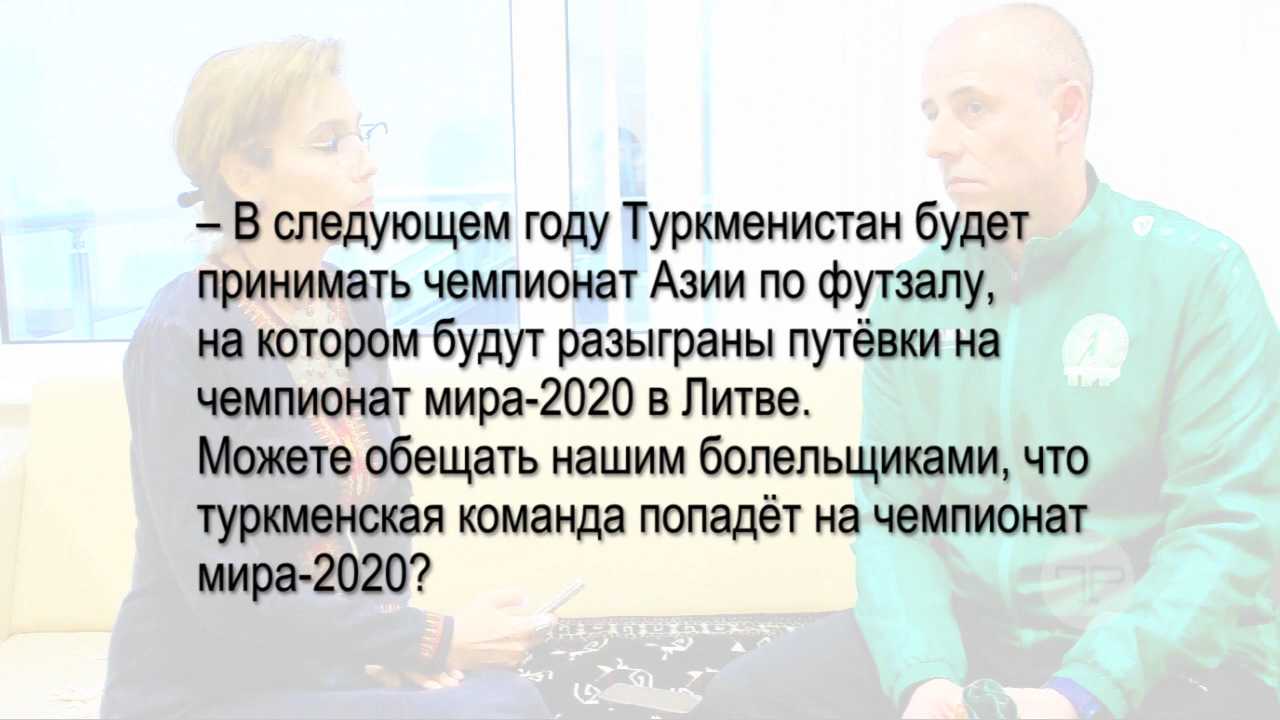 – В следующем году Туркменистан будет
принимать чемпионат Азии по футзалу,
на котором будут разыграны путёвки на
чемпионат мира-2020 в Литве.
Можете обещать нашим болельщиками, что
туркменская команда попадёт на чемпионат
мира-2020?